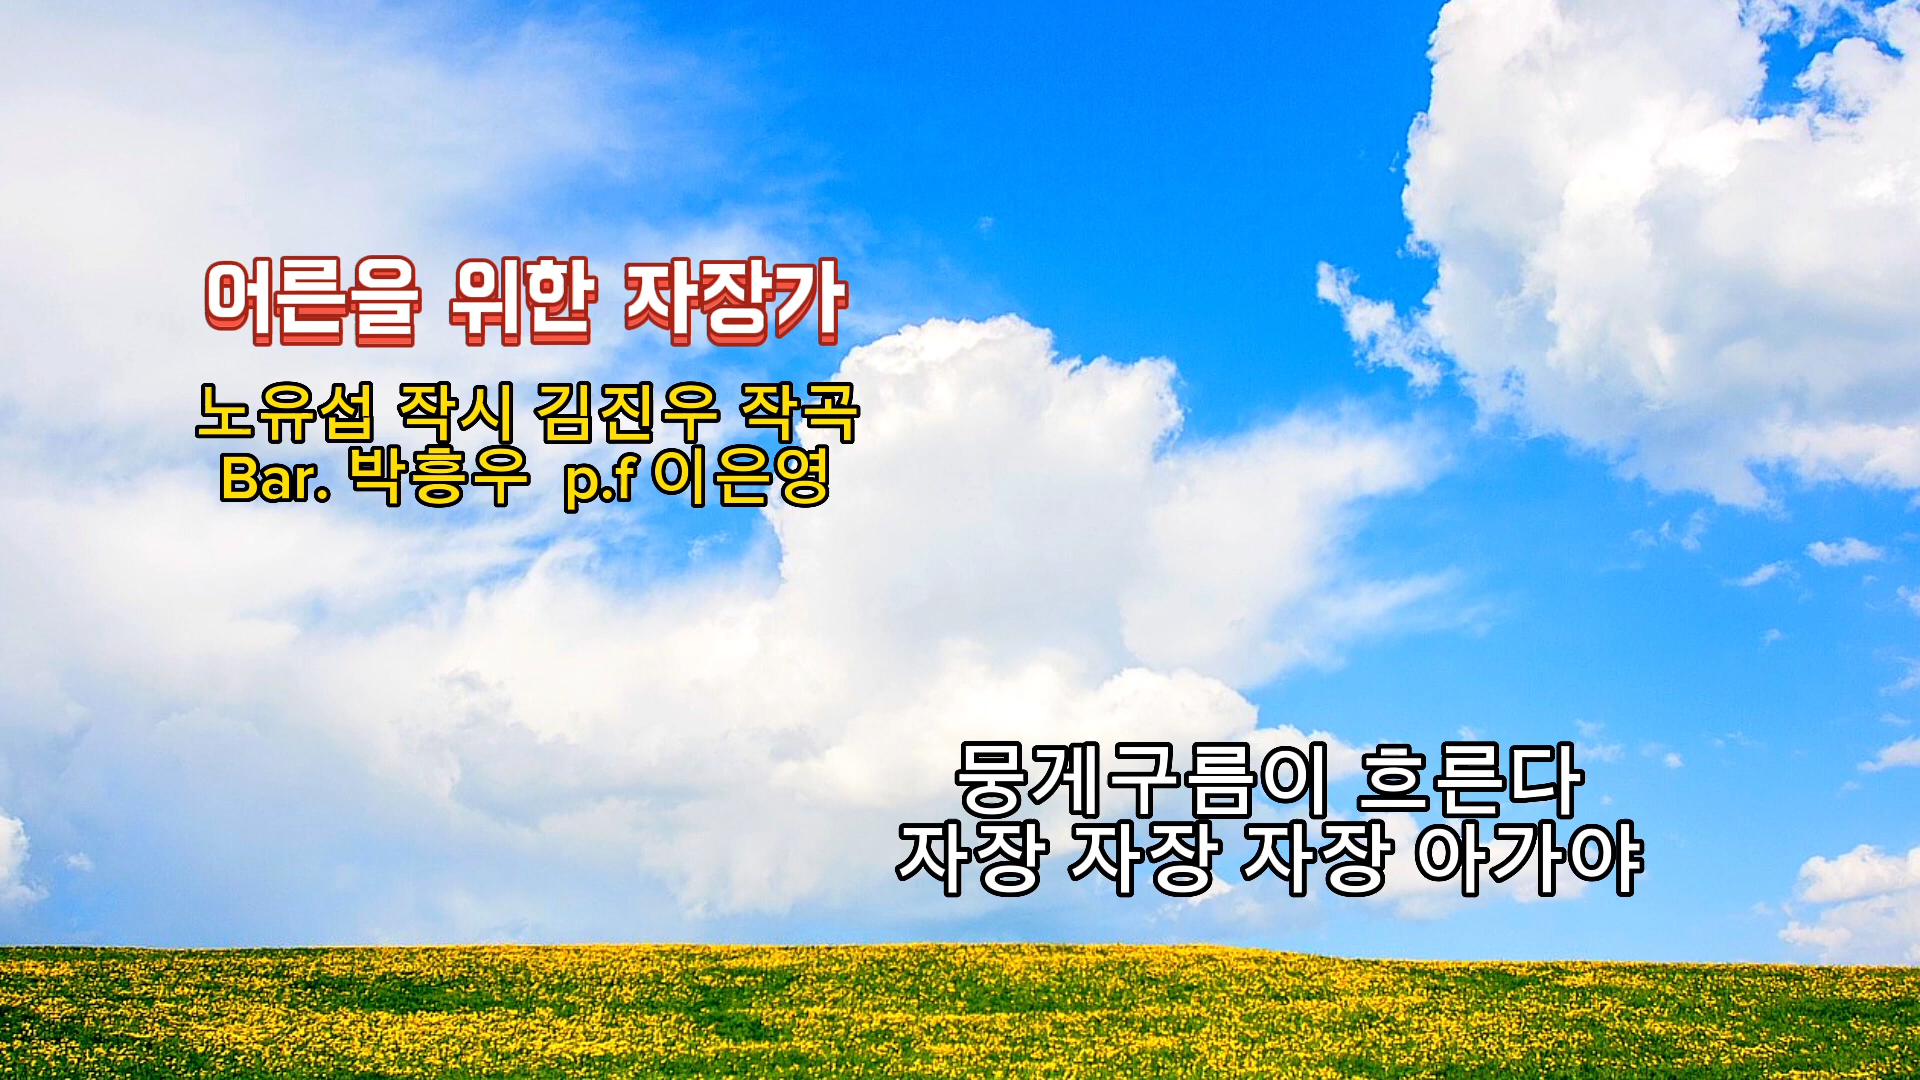 어른을 위한 자장가
노유섭 작시 김진우 작곡
Bar. 박흥우 p.f 이은영
뭉게구름이 흐른다
자장 자장 자장 아가야